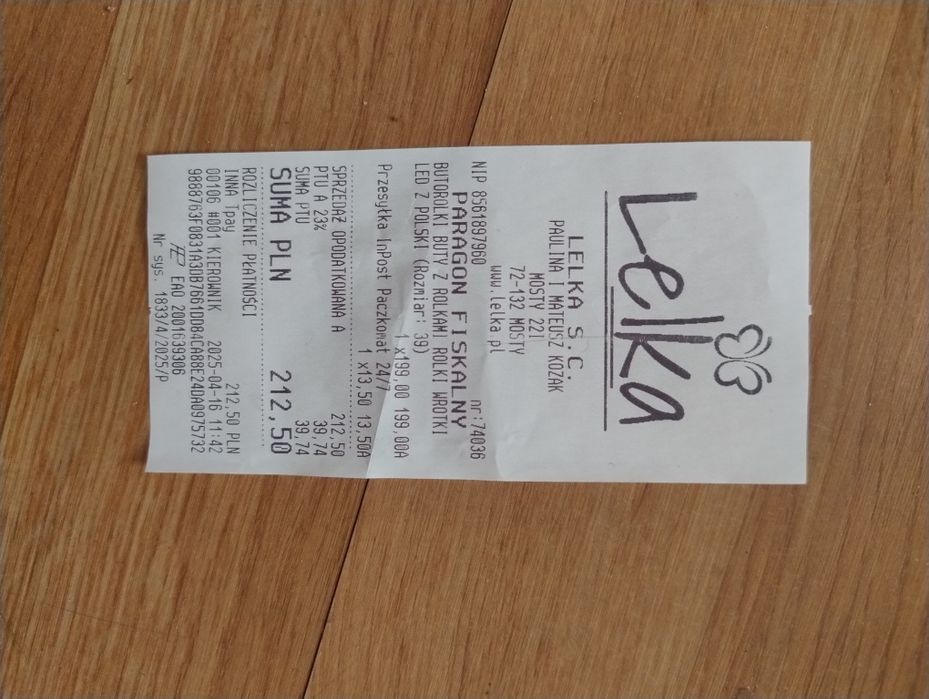 Lelka
LELKA S.C.
PAULINA I MATEUSZ KOZAK
MOSTY 221
72-132 MOSTY
www.lelka.pl
NIP 8561897960 nr:74036
PARAGON FISKALNY
BUTOROLKI BUTY Z ROLKAMI ROLKI WROTKI
LED Z POLSKI (Rozmiar: 39)
1 x199,00 199,00A
Przesyłka InPost Paczkomat 24/7
1 x13,50 13,50A
SPRZEDAŻ OPODATKOWANA A 212,50
PTU A 23% 39,74
SUMA PTU 39,74
SUMA PLN 212,50
ROZLICZENIE PŁATNOŚCI
INNA Tpay 212,50 PLN
00106 #001 KIEROWNIK 2025-04-16 11:42
9888763F0831A3DB7661DD84CA88E24DA0975732
EAO 2001639306
Nr sys. 1833/4/2025/P